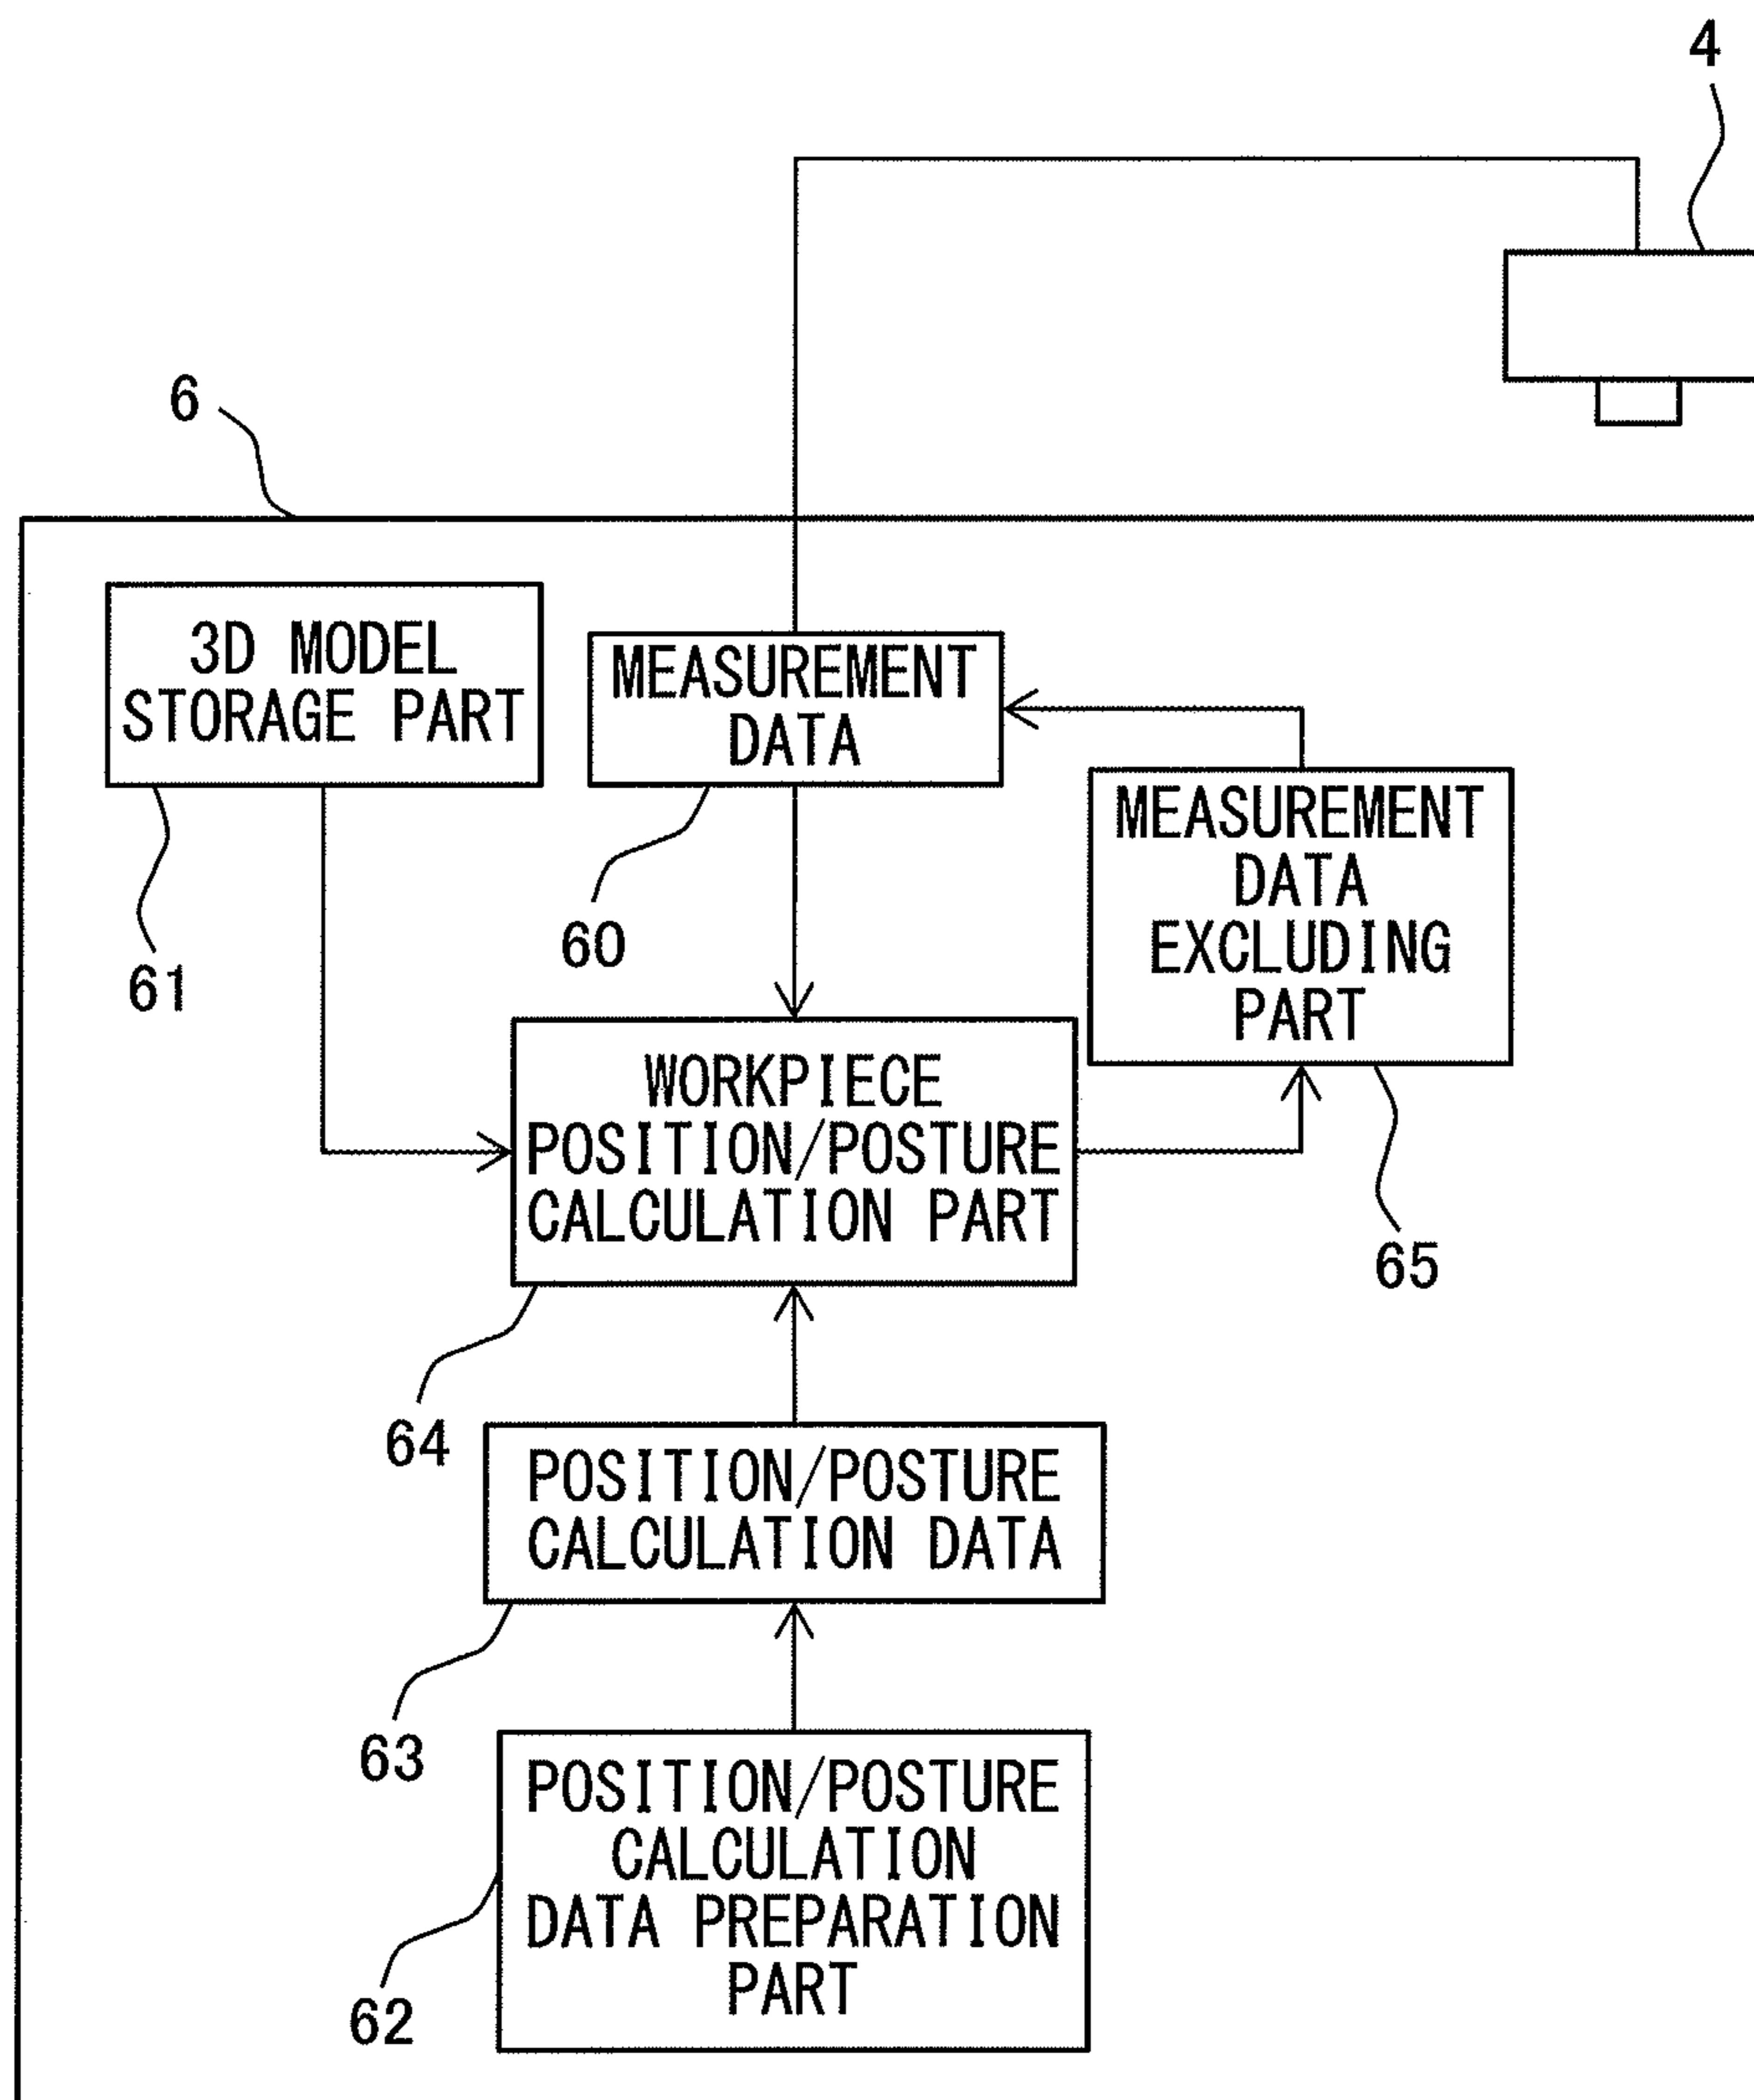 4
6
3D MODEL
STORAGE PART
61
MEASUREMENT
DATA
60
MEASUREMENT
DATA
EXCLUDING
PART
65
WORKPIECE
POSITION/POSTURE
CALCULATION PART
64
POSITION/POSTURE
CALCULATION DATA
63
POSITION/POSTURE
CALCULATION
DATA PREPARATION
PART
62